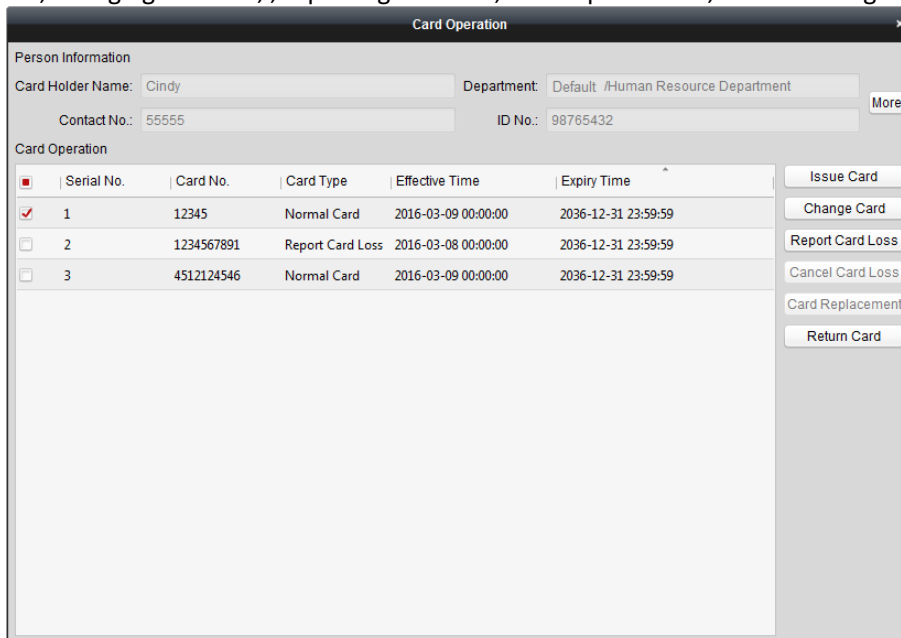 Card Operation
Person Information
Card Holder Name: Cindy Department: Default /Human Resource Department
More
Contact No.: 55555 ID No.: 98765432
Card Operation
Serial No. Card No. Card Type Effective Time Expiry Time Issue Card
1 12345 Normal Card 2016-03-09 00:00:00 2036-12-31 23:59:59 Change Card
2 1234567891 Report Card Loss 2016-03-08 00:00:00 2036-12-31 23:59:59 Report Card Loss
3 4512124546 Normal Card 2016-03-09 00:00:00 2036-12-31 23:59:59 Cancel Card Loss
Card Replacement
Return Card